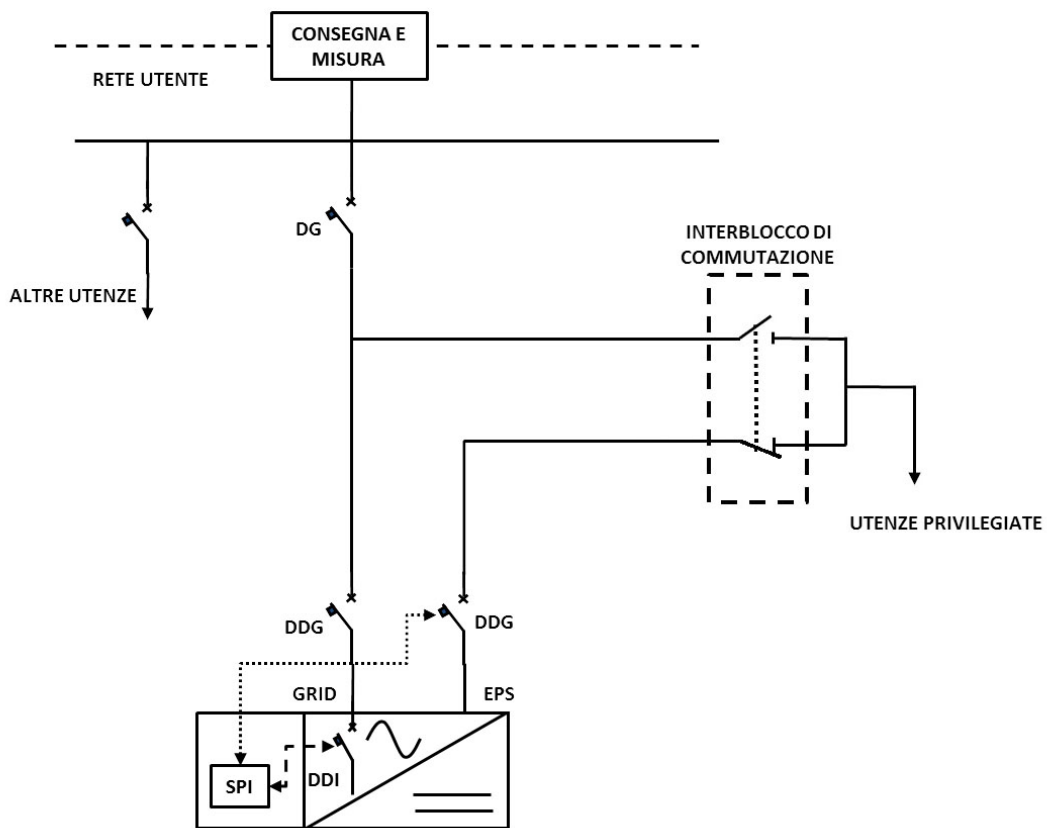 CONSEGNA E
MISURA
RETE UTENTE
DG
INTERBLOCCO DI
COMMUTAZIONE
ALTRE UTENZE
UTENZE PRIVILEGIATE
DDG
DDG
GRID
EPS
SPI
DDI